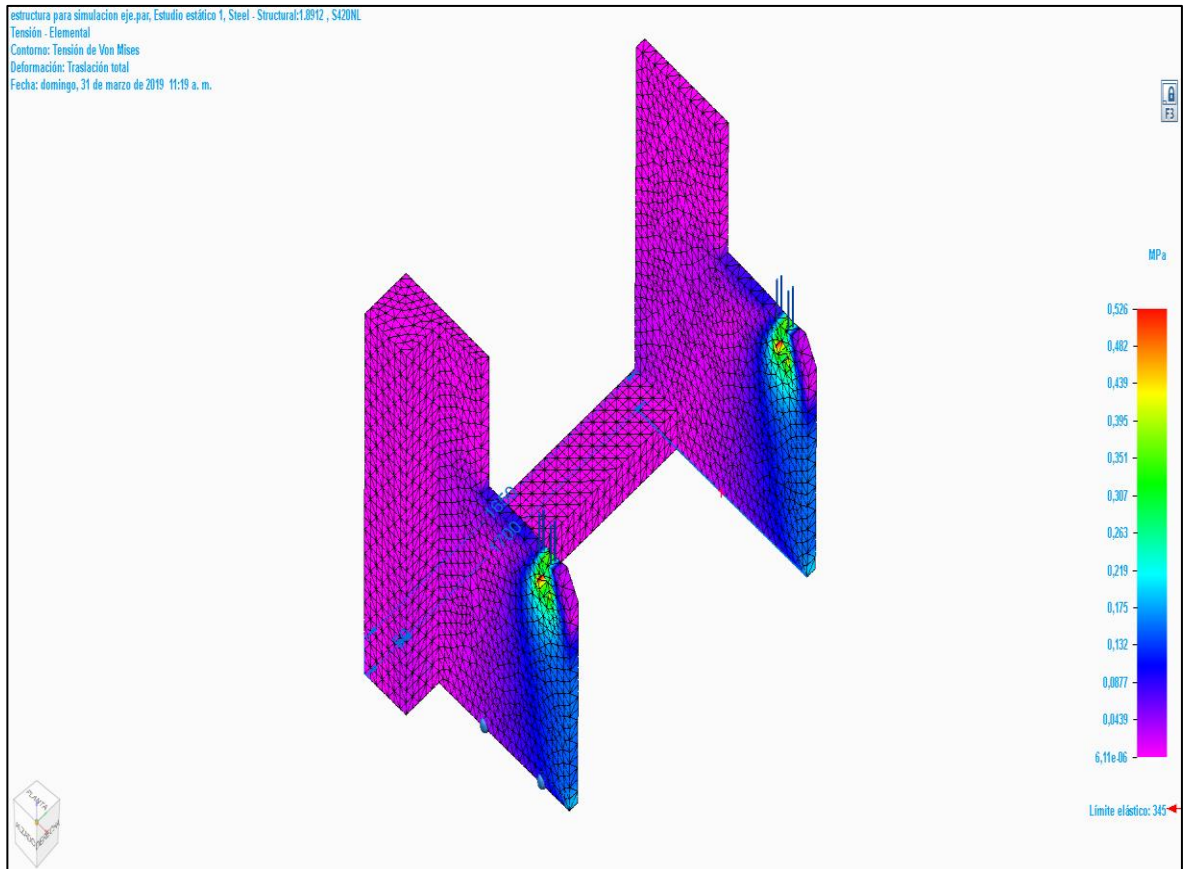 estructura para simulacion eje.par, Estudio estático 1, Steel - Structural:1.8912 , S420NL
Tensión - Elemental
Contorno: Tensión de Von Mises
Deformación: Traslación total
Fecha: domingo, 31 de marzo de 2019 11:19 a. m.
F3
MPa
0,526
0,482
0,439
0,395
0,351
0,307
0,263
0,219
0,175
0,132
0,0877
0,0439
6,11e-06
Límite elástico: 345
PLANTA